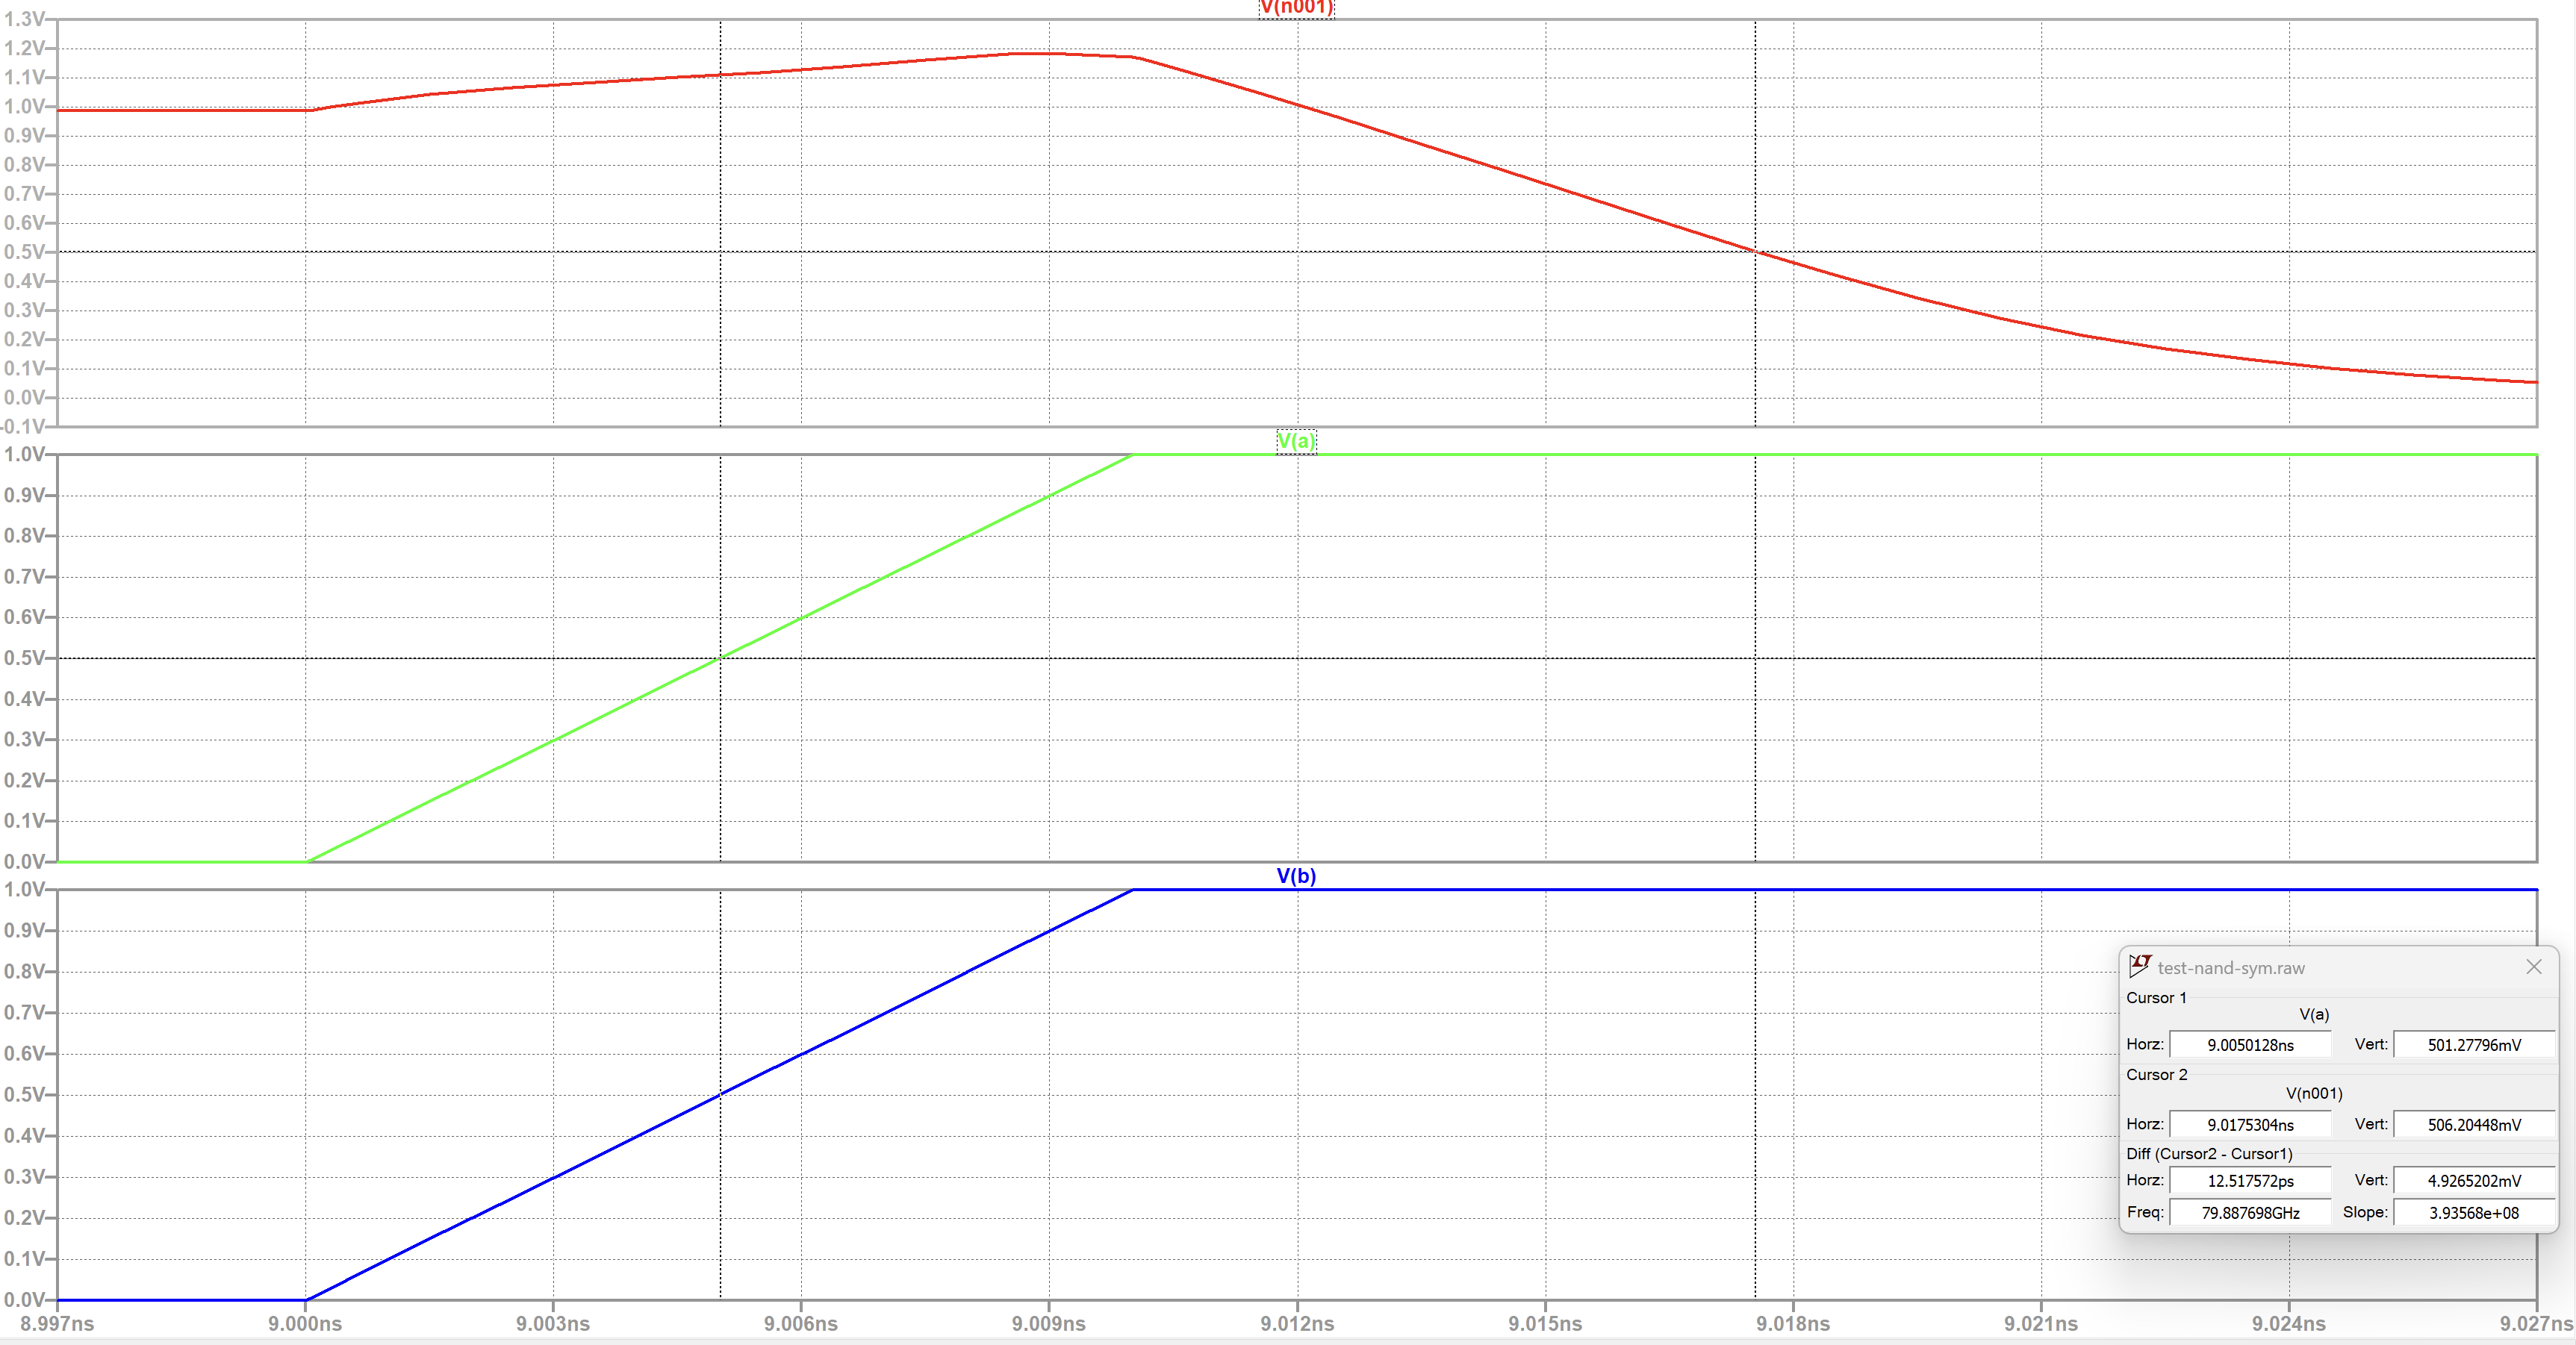 V(n001)
1.3V
1.2V
1.1V
1.0V
0.9V
0.8V
0.7V
0.6V
0.5V
0.4V
0.3V
0.2V
0.1V
0.0V
-0.1V
V(a)
1.0V
0.9V
0.8V
0.7V
0.6V
0.5V
0.4V
0.3V
0.2V
0.1V
0.0V
V(b)
1.0V
0.9V
0.8V
0.7V
0.6V
0.5V
0.4V
0.3V
0.2V
0.1V
0.0V
8.997ns 9.000ns 9.003ns 9.006ns 9.009ns 9.012ns 9.015ns 9.018ns 9.021ns 9.024ns 9.027ns
test-nand-sym.raw
Cursor 1
V(a)
Horz: 9.0050128ns Vert: 501.27796mV
Cursor 2
V(n001)
Horz: 9.0175304ns Vert: 506.20448mV
Diff (Cursor2 - Cursor1)
Horz: 12.517572ps Vert: 4.9265202mV
Freq: 79.887698GHz Slope: 3.93568e+08